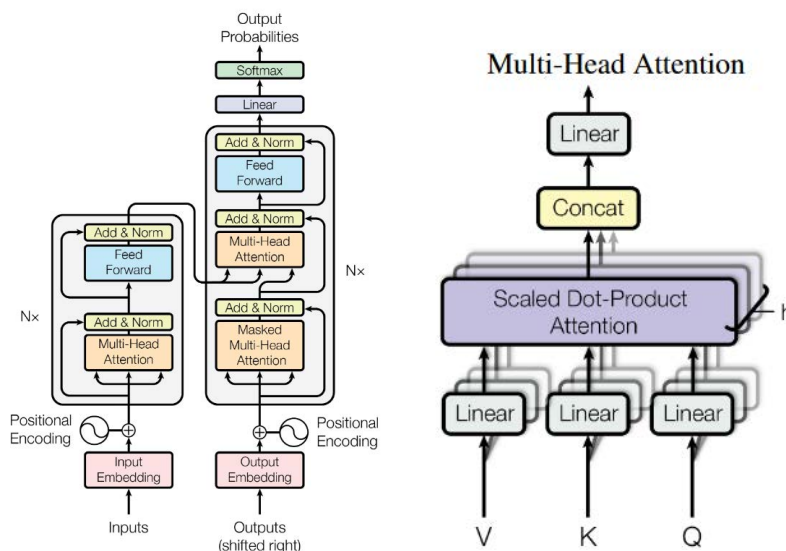 Output
Probabilities
Softmax
Linear
Add & Norm
Feed
Forward
Add & Norm
Multi-Head
Attention
Add & Norm
Masked
Multi-Head
Attention
N×
Positional
Encoding
Output
Embedding
Outputs
(shifted right)
Add & Norm
Feed
Forward
Add & Norm
Multi-Head
Attention
N×
Positional
Encoding
Input
Embedding
Inputs
Multi-Head Attention
Linear
Concat
Scaled Dot-Product
Attention
h
Linear Linear Linear
V K Q